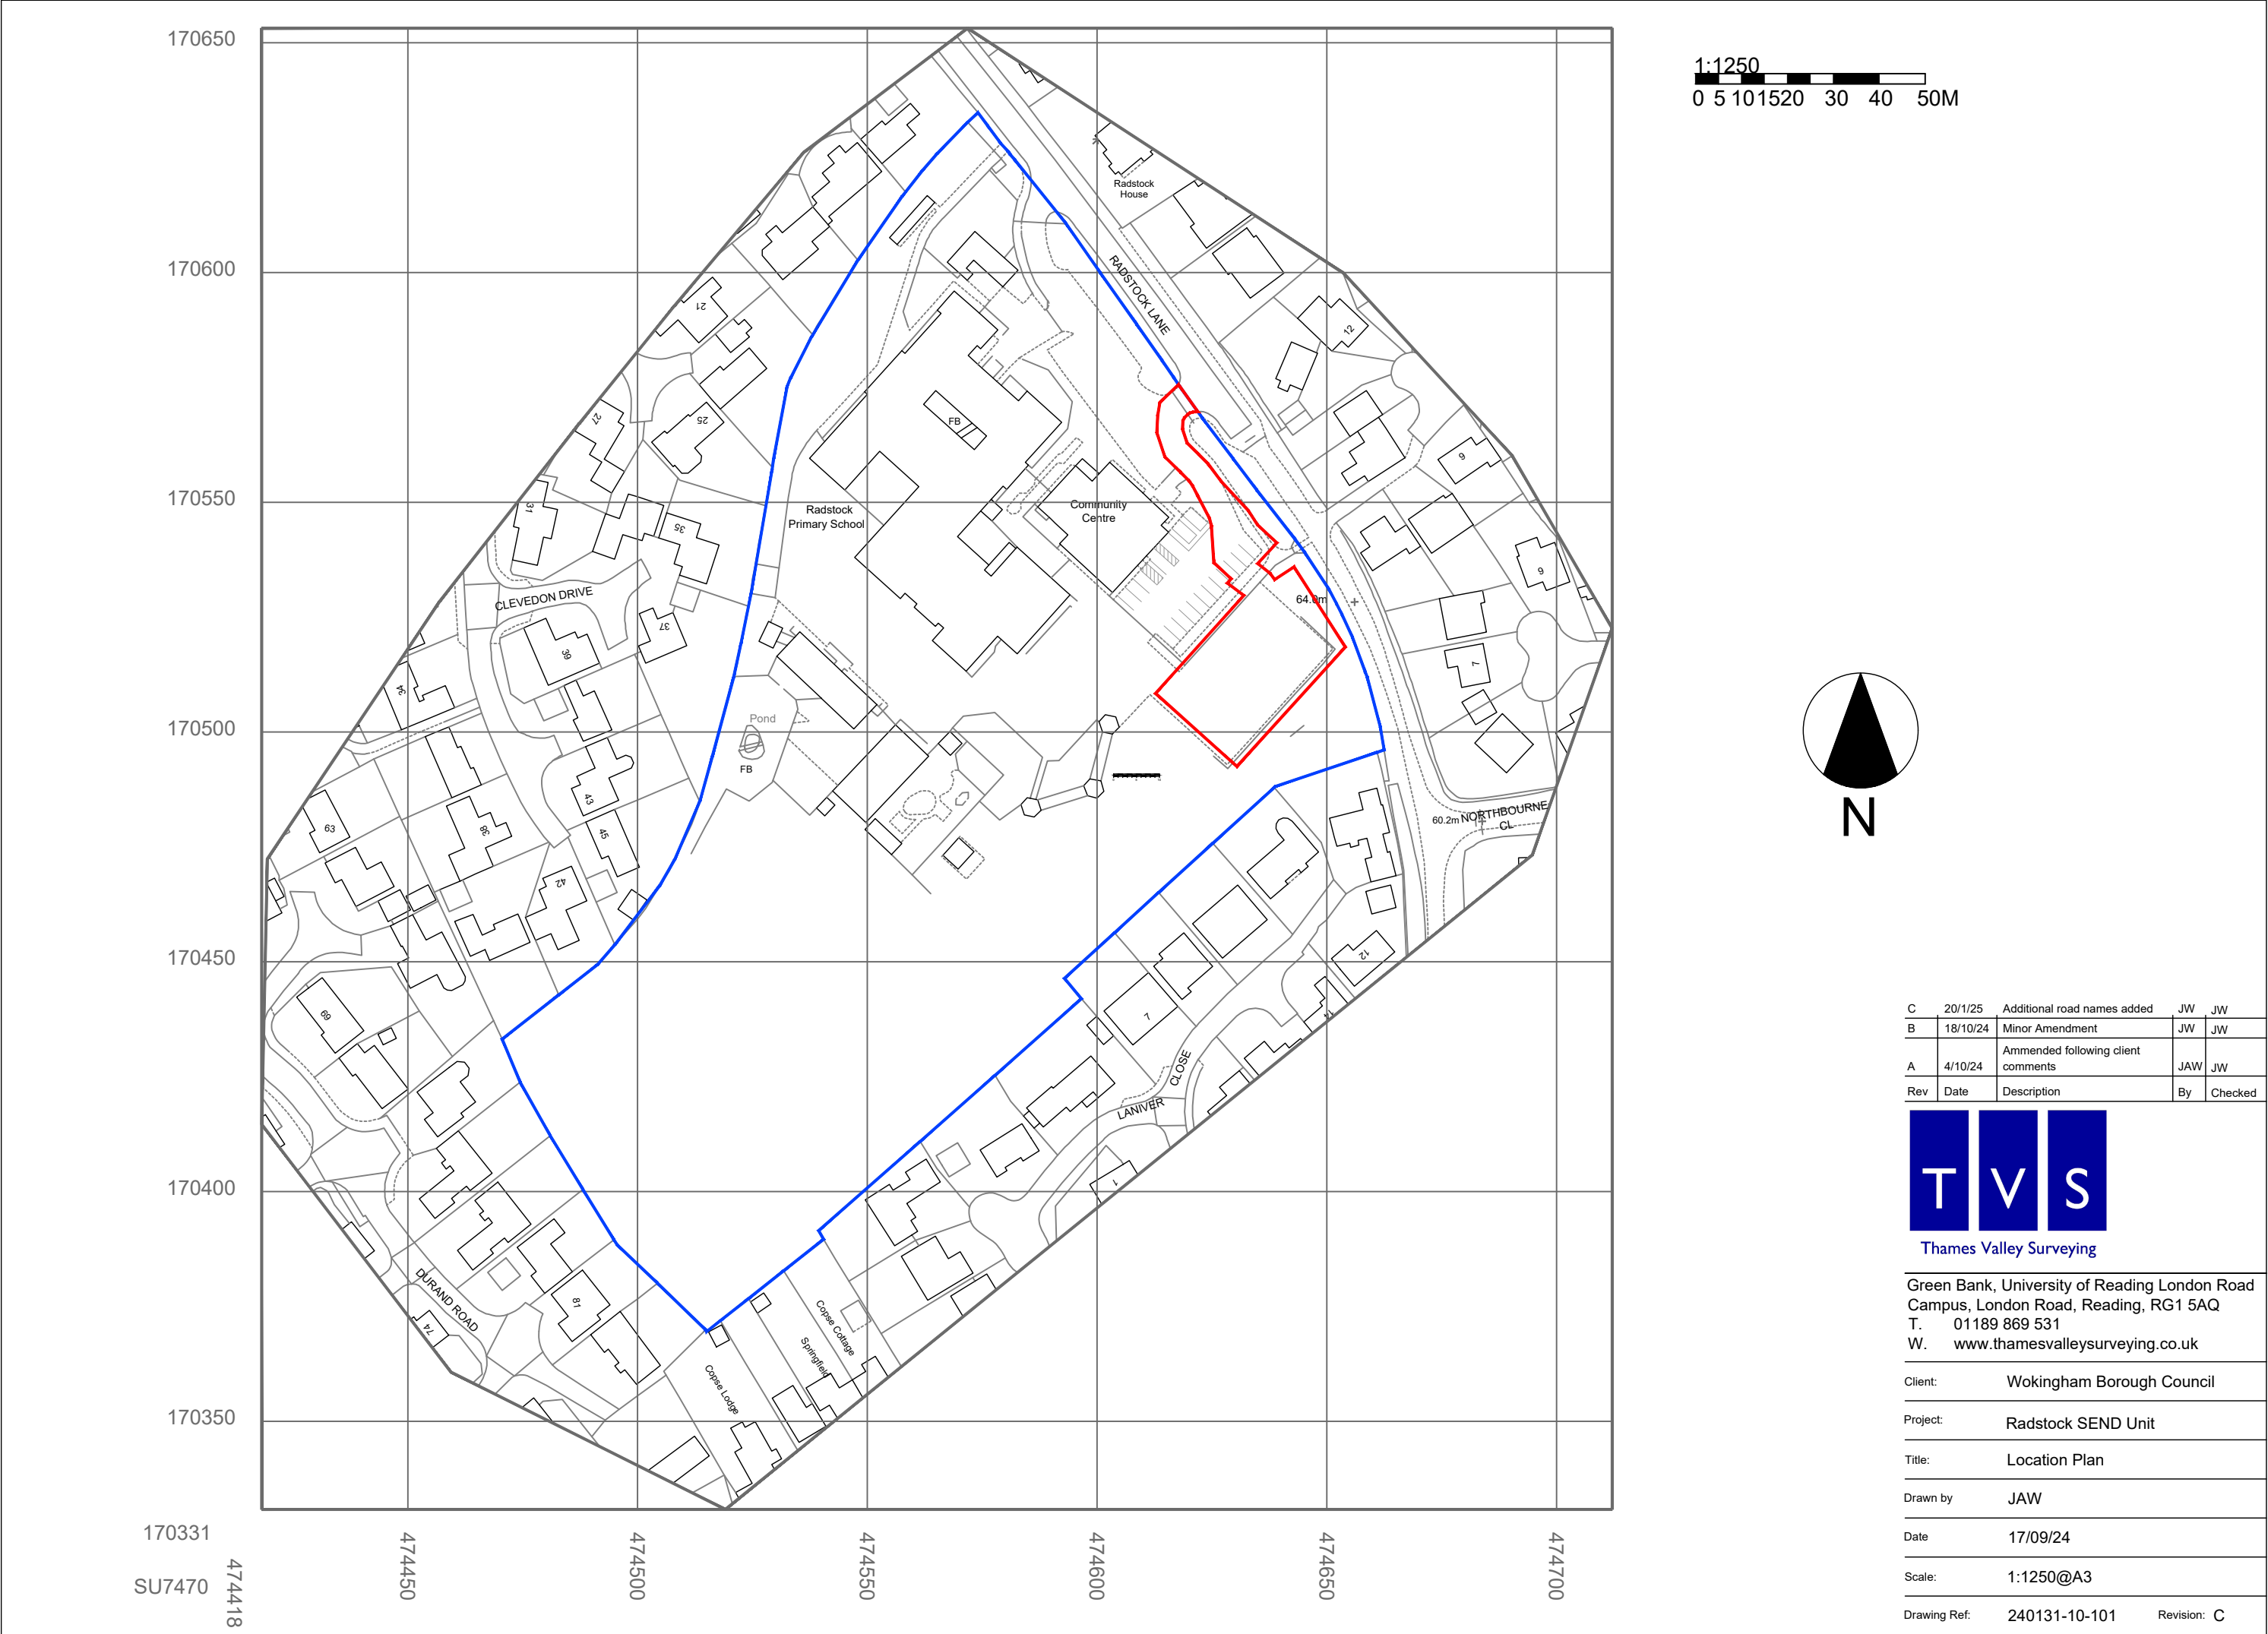 170650
170600
170550
170500
170450
170400
170350
170331
SU7470
474418
474450
474500
474550
474600
474650
474700
1:1250
0 5 10 15 20 30 40 50M
Radstock
House
RADSTOCK LANE
12
21
25
27
FB
31
35
Radstock
Primary School
Community
Centre
9
6
CLEVEDON DRIVE
37
39
64.0m
7
34
Pond
FB
43
45
63
38
42
60.2m
NORTHBOURNE
CL
12
69
7
14
CLOSE
LANIVER
1
DURAND ROAD
81
74
Copse Cottage
Springfield
Copse Lodge
N
C 20/1/25 Additional road names added JW JW
B 18/10/24 Minor Amendment JW JW
A 4/10/24 Ammended following client
comments JAW JW
Rev Date Description By Checked
T V S
Thames Valley Surveying
Green Bank, University of Reading London Road
Campus, London Road, Reading, RG1 5AQ
T. 01189 869 531
W. www.thamesvalleysurveying.co.uk
Client: Wokingham Borough Council
Project: Radstock SEND Unit
Title: Location Plan
Drawn by JAW
Date 17/09/24
Scale: 1:1250@A3
Drawing Ref: 240131-10-101 Revision: C